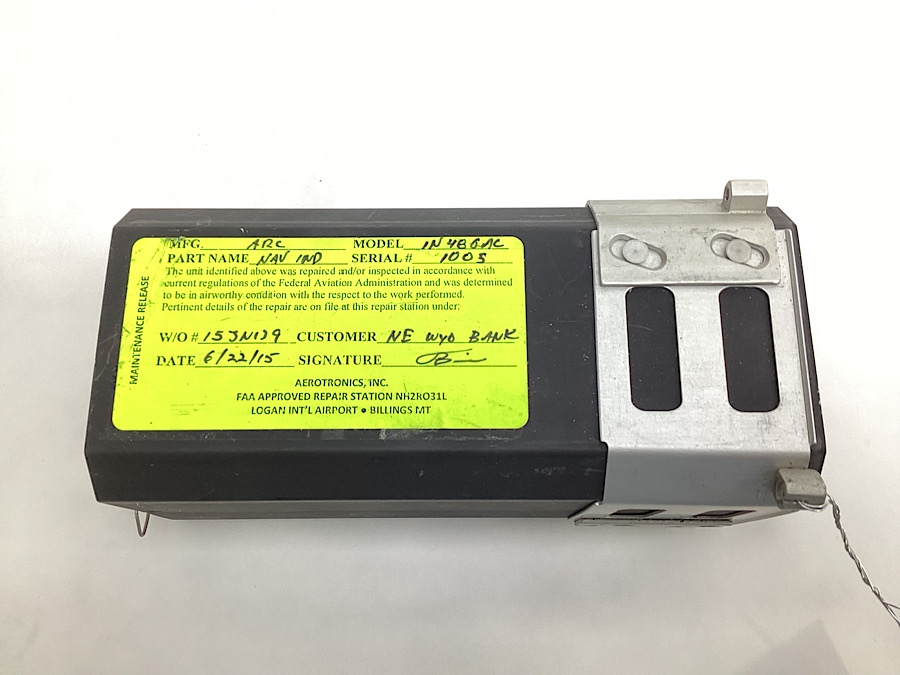 MFG. ARC MODEL IN 486AC
PART NAME NAV IND SERIAL # 1005
The unit identified above was repaired and/or inspected in accordance with
current regulations of the Federal Aviation Administration and was determined
to be in airworthy condition with the respect to the work performed.
Pertinent details of the repair are on file at this repair station under:
W/O # 15JN139 CUSTOMER NE WYO BANK
DATE 6/22/15 SIGNATURE
AEROTRONICS, INC.
FAA APPROVED REPAIR STATION NH2RO31L
LOGAN INT'L AIRPORT • BILLINGS MT
MAINTENANCE RELEASE